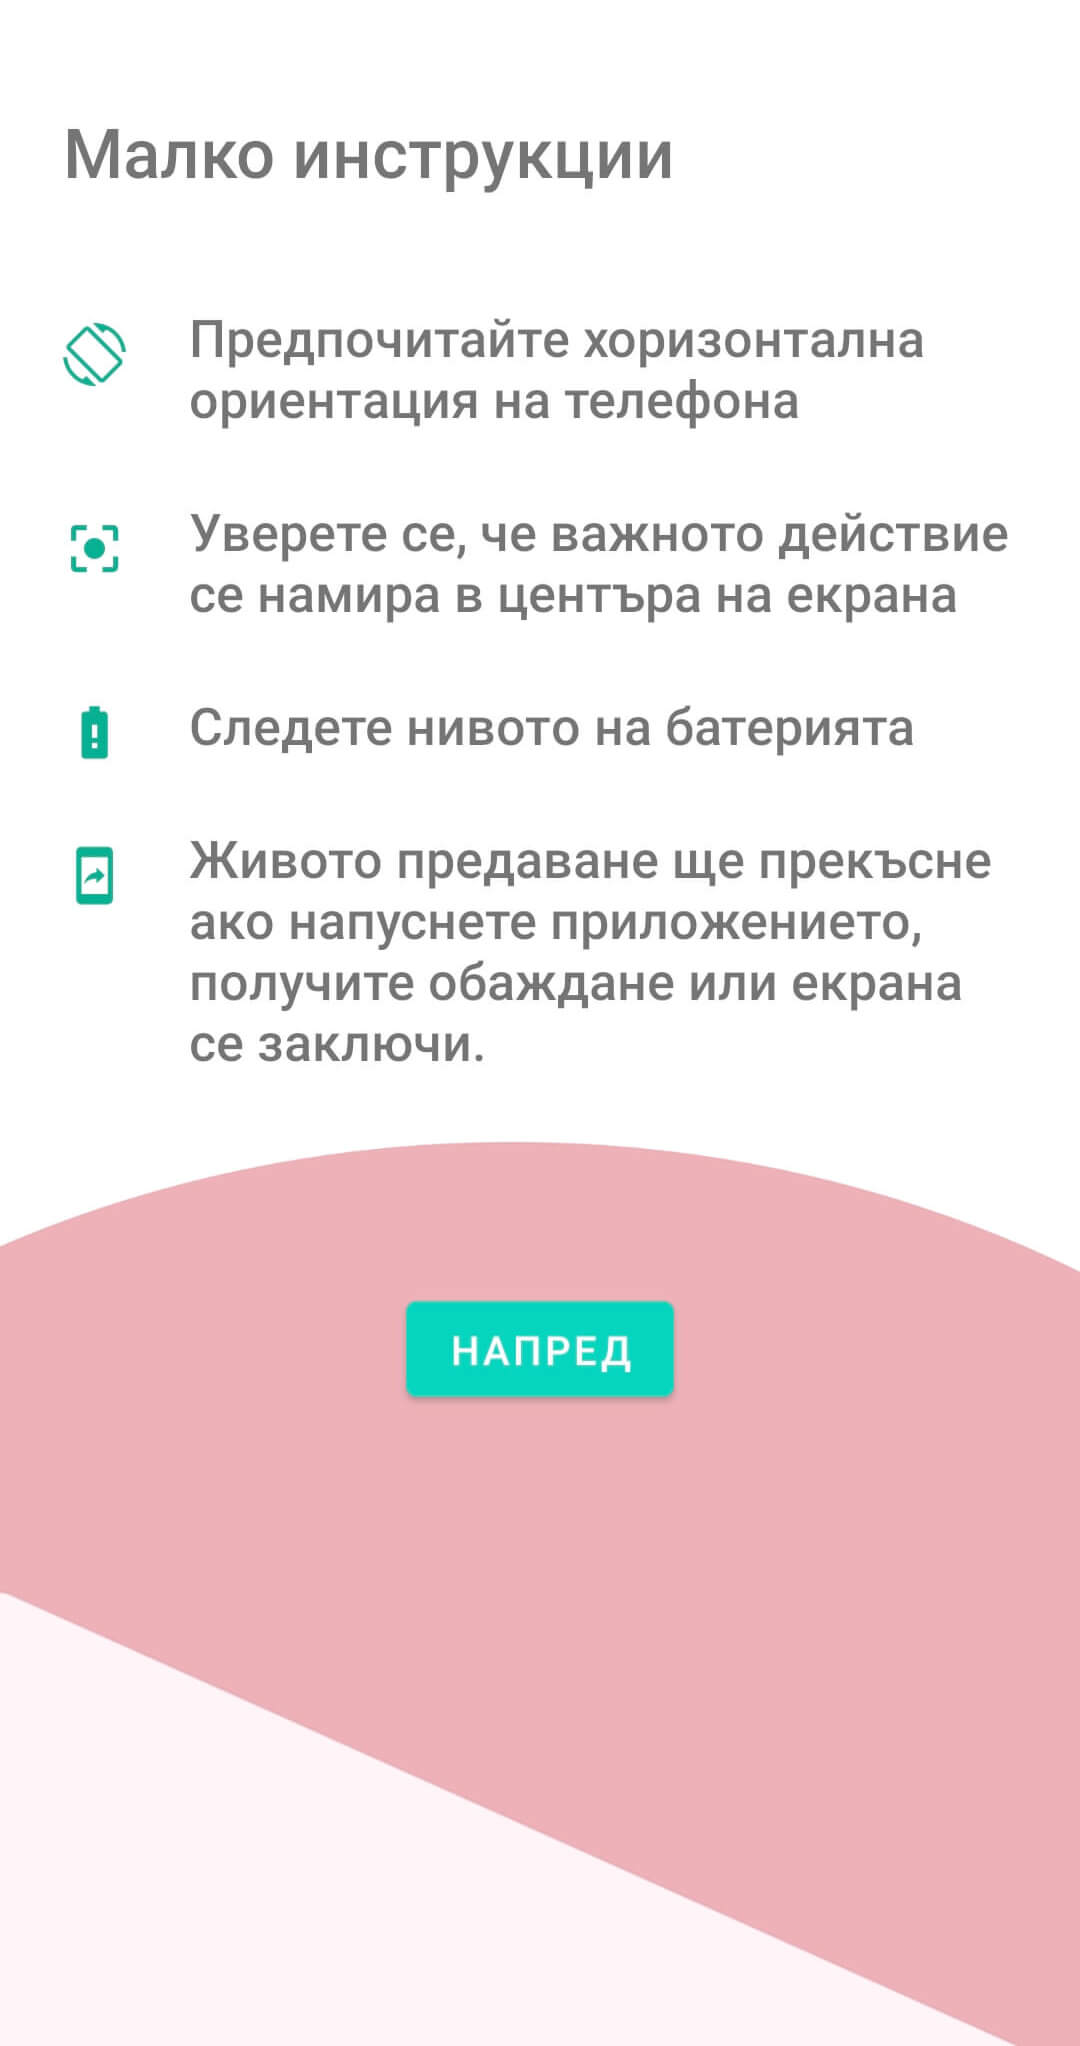 Малко инструкции
Предпочитайте хоризонтална
ориентация на телефона
Уверете се, че важното действие
се намира в центъра на екрана
Следете нивото на батерията
Живото предаване ще прекъсне
ако напуснете приложението,
получите обаждане или екрана
се заключи.
НАПРЕД